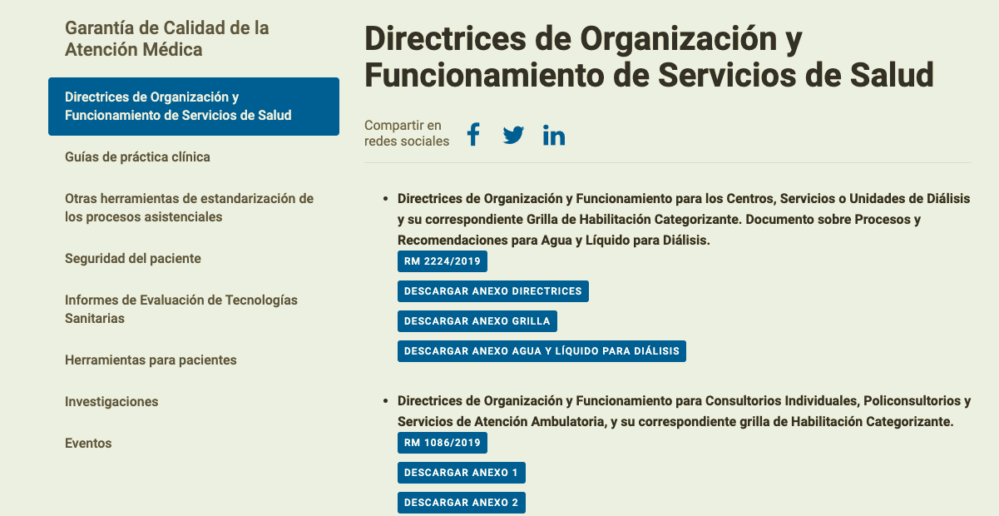 Garantía de Calidad de la
Atención Médica
Directrices de Organización y
Funcionamiento de Servicios de Salud
Guías de práctica clínica
Otras herramientas de estandarización de
los procesos asistenciales
Seguridad del paciente
Informes de Evaluación de Tecnologías
Sanitarias
Herramientas para pacientes
Investigaciones
Eventos
Directrices de Organización y
Funcionamiento de Servicios de Salud
Compartir en
redes sociales
Directrices de Organización y Funcionamiento para los Centros, Servicios o Unidades de Diálisis
y su correspondiente Grilla de Habilitación Categorizante. Documento sobre Procesos y
Recomendaciones para Agua y Líquido para Diálisis.
RM 2224/2019
DESCARGAR ANEXO DIRECTRICES
DESCARGAR ANEXO GRILLA
DESCARGAR ANEXO AGUA Y LÍQUIDO PARA DIÁLISIS
Directrices de Organización y Funcionamiento para Consultorios Individuales, Policonsultorios y
Servicios de Atención Ambulatoria, y su correspondiente grilla de Habilitación Categorizante.
RM 1086/2019
DESCARGAR ANEXO 1
DESCARGAR ANEXO 2